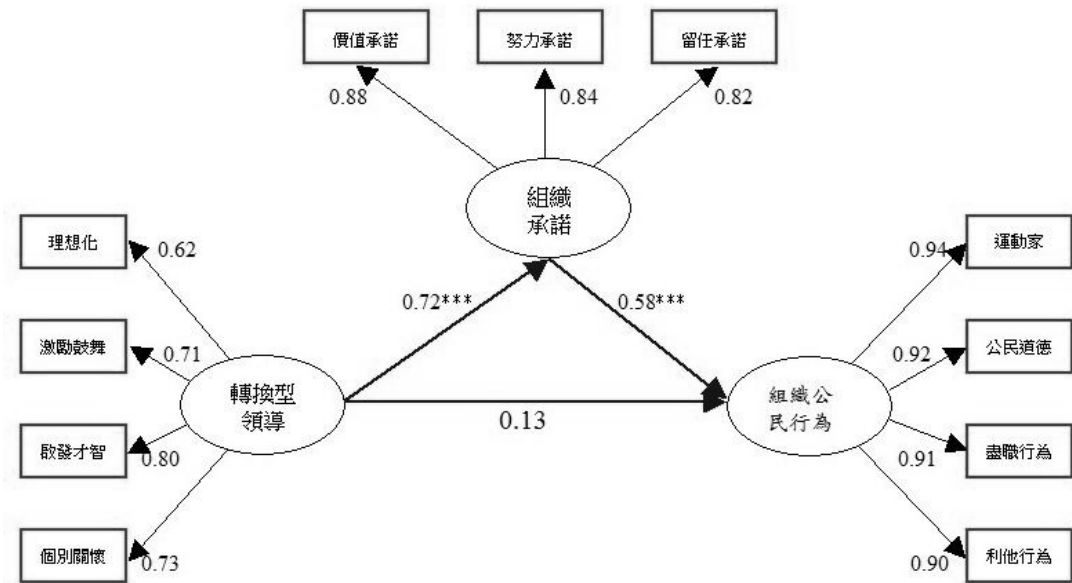 價值承諾
努力承諾
留任承諾
0.88
0.84
0.82
組織
承諾
理想化
0.62
運動家
0.94
0.72***
0.58***
激勵鼓舞
0.71
公民道德
0.92
轉換型
領導
0.13
組織公
民行為
啟發才智
0.80
盡職行為
0.91
個別關懷
0.73
利他行為
0.90